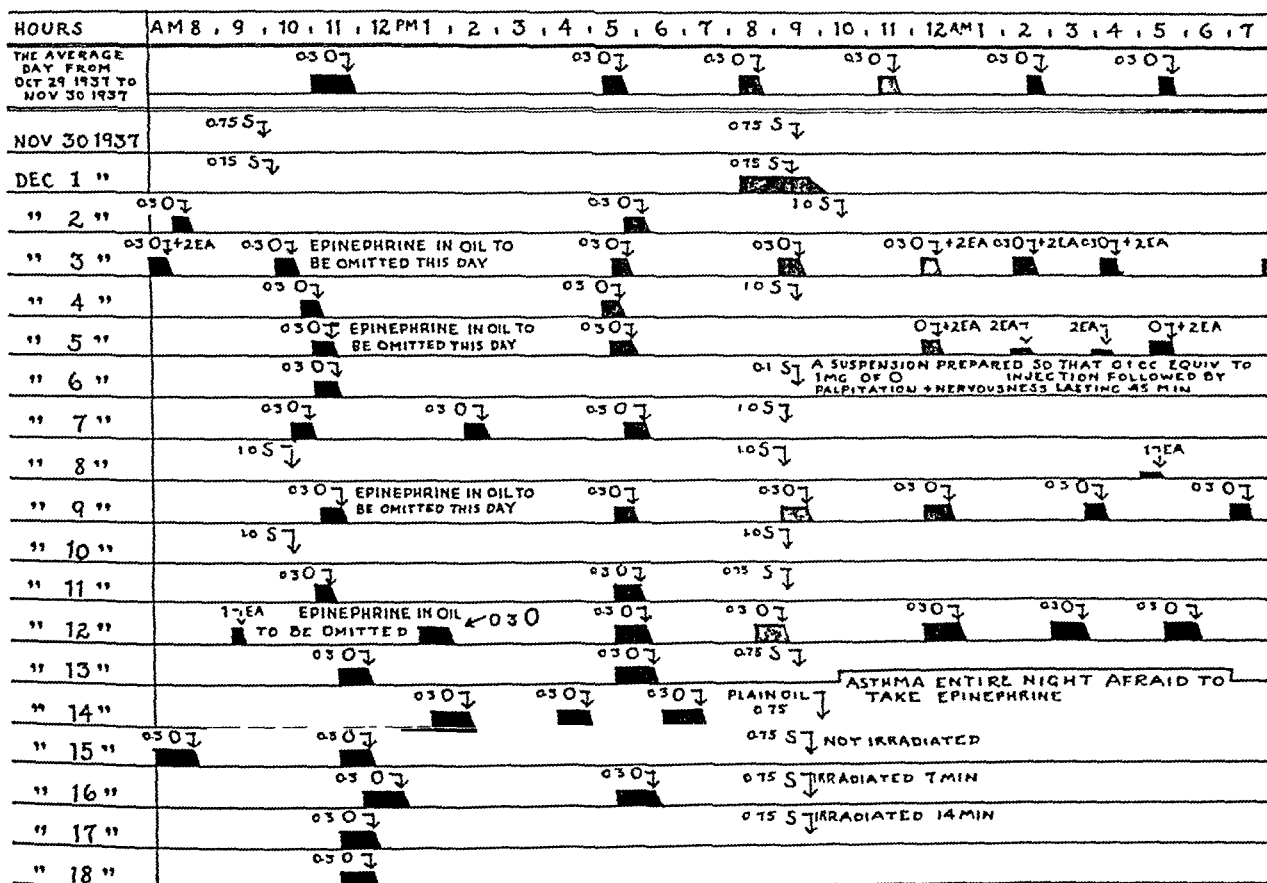 HOURS AM 8 , 9 , 10 , 11 , 12 PM 1 , 2 , 3 , 4 , 5 , 6 , 7 , 8 , 9 , 10 , 11 , 12 AM 1 , 2 , 3 , 4 , 5 , 6 , 7
THE AVERAGE
DAY FROM
OCT 29 1937 TO
NOV 30 1937
0.3 O 0.3 O 0.3 O 0.3 O 0.3 O 0.3 O
NOV 30 1937 0.75 S 0.75 S
DEC 1 " 0.75 S 0.75 S
" 2 " 0.3 O 0.3 O 1.0 S
" 3 " 0.3 O +2EA 0.3 O EPINEPHRINE IN OIL TO
BE OMITTED THIS DAY
0.3 O 0.3 O 0.3 O +2EA 0.3 O +2EA 0.3 O +2EA
" 4 " 0.3 O 0.3 O 1.0 S
" 5 " 0.3 O EPINEPHRINE IN OIL TO
BE OMITTED THIS DAY
0.3 O O +2EA 2EA 2EA O +2EA
" 6 " 0.3 O 0.1 S A SUSPENSION PREPARED SO THAT 0.1 CC EQUIV TO
1MG OF O INJECTION FOLLOWED BY
PALPITATION + NERVOUSNESS LASTING 45 MIN
" 7 " 0.3 O 0.3 O 0.3 O 1.0 S
" 8 " 1.0 S 1.0 S 1 EA
" 9 " 0.3 O EPINEPHRINE IN OIL TO
BE OMITTED THIS DAY
0.3 O 0.3 O 0.3 O 0.3 O 0.3 O
" 10 " 1.0 S 1.0 S
" 11 " 0.3 O 0.3 O 0.75 S
" 12 " 1 EA EPINEPHRINE IN OIL
TO BE OMITTED
0 3 O 0.3 O 0.3 O 0.3 O 0.3 O 0.3 O
" 13 " 0.3 O 0.3 O 0.75 S
ASTHMA ENTIRE NIGHT AFRAID TO
TAKE EPINEPHRINE
" 14 " 0.3 O 0.3 O 0.3 O PLAIN OIL
0.75
" 15 " 0.3 O 0.3 O 0.75 S NOT IRRADIATED
" 16 " 0.3 O 0.3 O 0.75 S IRRADIATED 7 MIN
" 17 " 0.3 O 0.75 S IRRADIATED 14 MIN
" 18 " 0.3 O